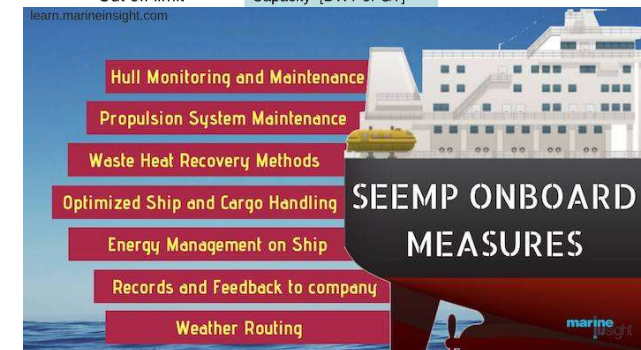 learn.marineinsight.com
Hull Monitoring and Maintenance
Propulsion System Maintenance
Waste Heat Recovery Methods
Optimized Ship and Cargo Handling
Energy Management on Ship
Records and Feedback to company
Weather Routing
SEEMP ONBOARD
MEASURES
marine
insight